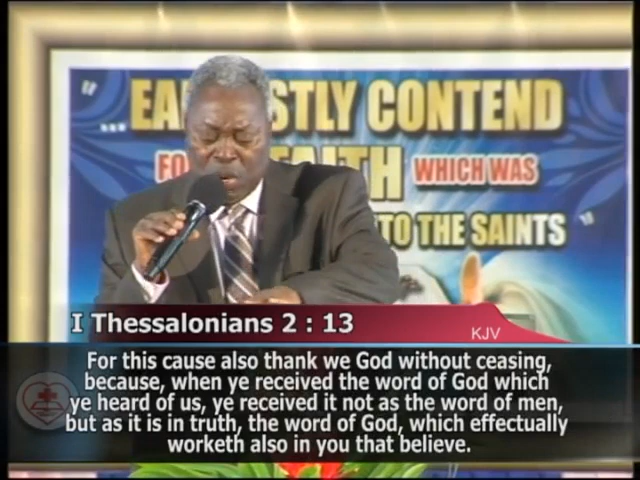 "...EA STLY CONTEND
FO FAITH WHICH WAS
TO THE SAINTS"
I Thessalonians 2 : 13
KJV
For this cause also thank we God without ceasing,
because, when ye received the word of God which
ye heard of us, ye received it not as the word of men,
but as it is in truth, the word of God, which effectually
worketh also in you that believe.